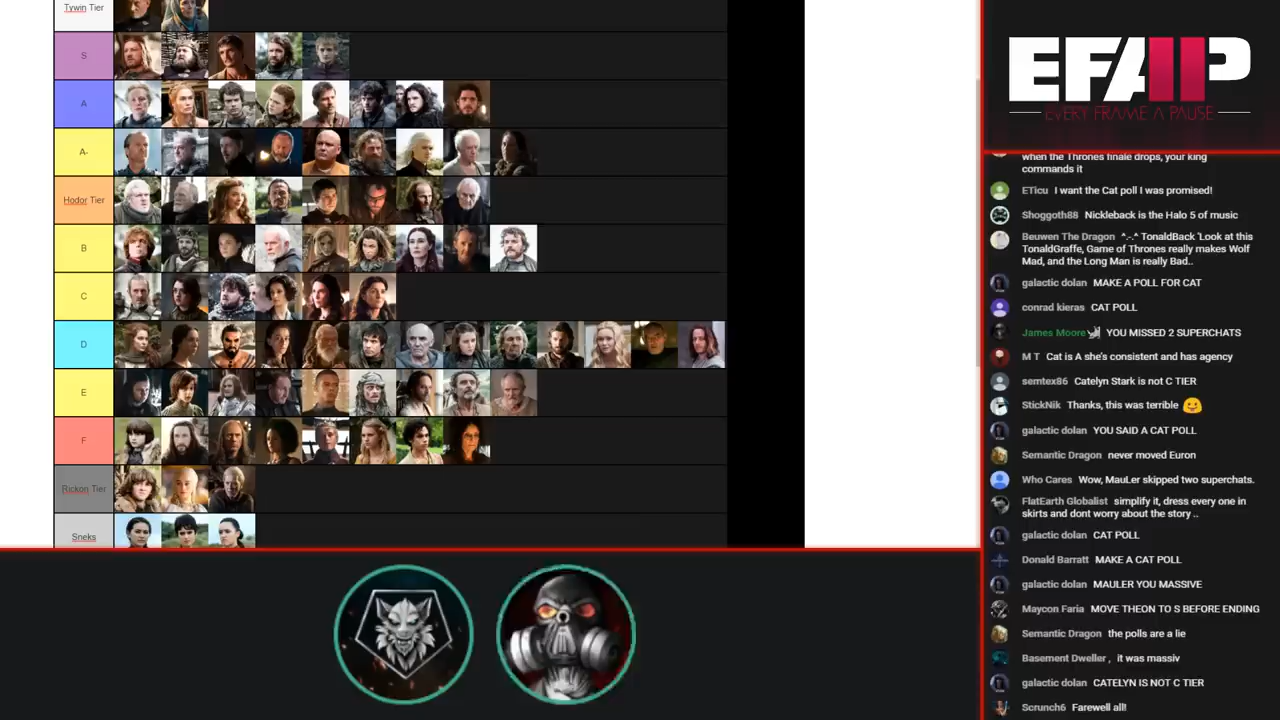 Tywin Tier
S
A
A-
Hodor Tier
B
C
D
E
F
Rickon Tier
Sneks
EFAP
EVERY FRAME A PAUSE
when the Thrones finale drops, your king
commands it
ETicu I want the Cat poll I was promised!
Shoggoth88 Nickleback is the Halo 5 of music
Beuwen The Dragon ^.-.^ TonaldBack 'Look at this
TonaldGraffe, Game of Thrones really makes Wolf
Mad, and the Long Man is really Bad..
galactic dolan MAKE A POLL FOR CAT
conrad kieras CAT POLL
James Moore YOU MISSED 2 SUPERCHATS
M T Cat is A she's consistent and has agency
semtex86 Catelyn Stark is not C TIER
StickNik Thanks, this was terrible
galactic dolan YOU SAID A CAT POLL
Semantic Dragon never moved Euron
Who Cares Wow, MauLer skipped two superchats.
FlatEarth Globalist simplify it, dress every one in
skirts and dont worry about the story ..
galactic dolan CAT POLL
Donald Barratt MAKE A CAT POLL
galactic dolan MAULER YOU MASSIVE
Maycon Faria MOVE THEON TO S BEFORE ENDING
Semantic Dragon the polls are a lie
Basement Dweller , it was massiv
galactic dolan CATELYN IS NOT C TIER
Scrunch6 Farewell all!